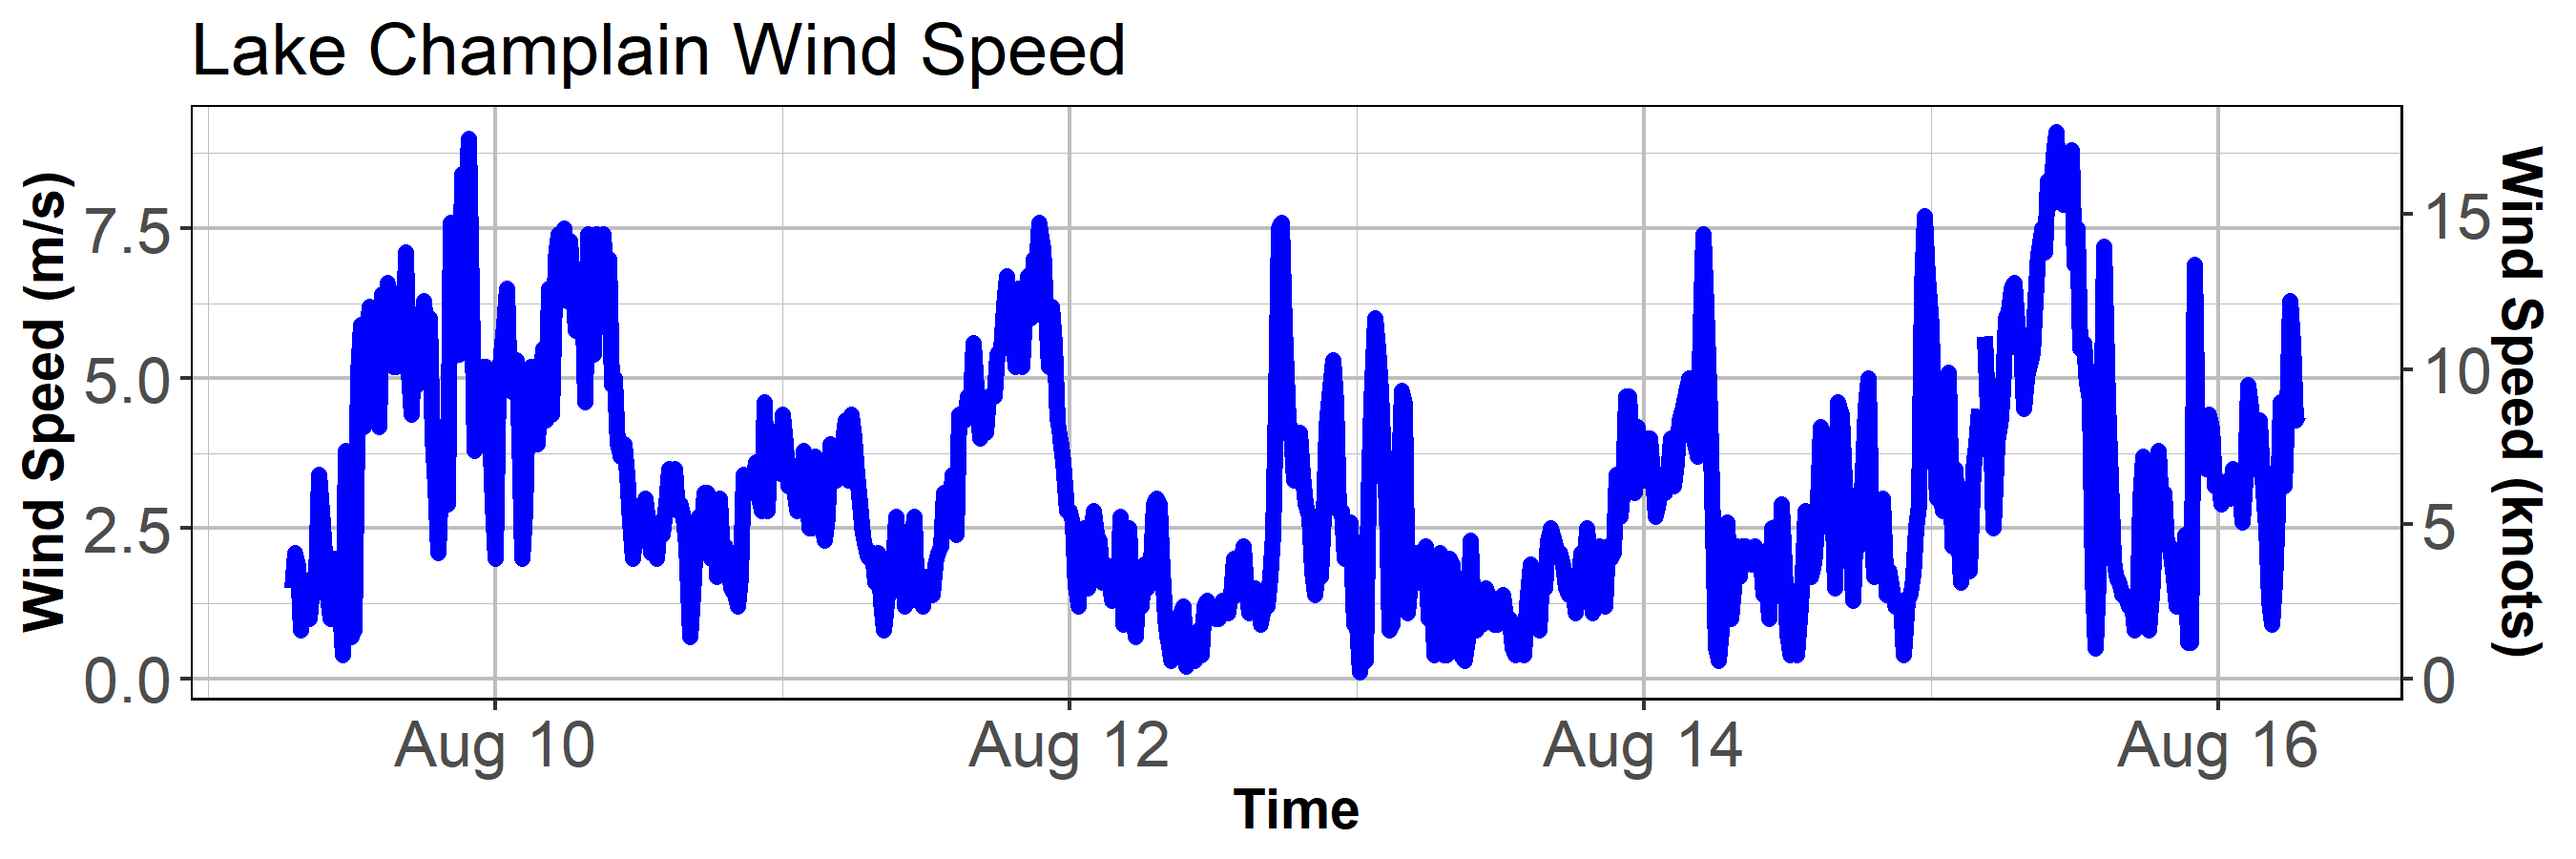 Lake Champlain Wind Speed
Wind Speed (m/s)
7.5
5.0
2.5
0.0
15
10
5
0
Wind Speed (knots)
Aug 10
Aug 12
Aug 14
Aug 16
Time